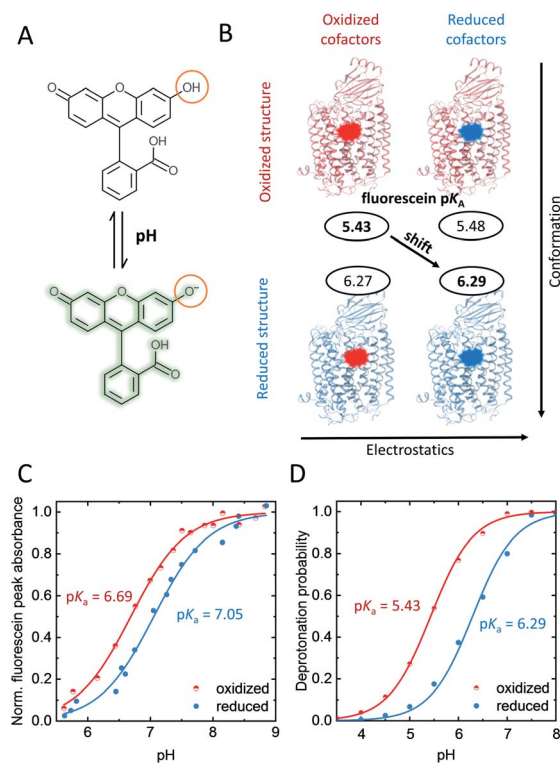 A
B
Oxidized
cofactors
Reduced
cofactors
OH
O
O
OH
O
pH
O
O
O⁻
OH
O
Oxidized structure
Reduced structure
fluorescein pKA
5.43
5.48
shift
6.27
6.29
Conformation
Electrostatics
C
D
Norm. fluorescein peak absorbance
1.0
0.8
0.6
0.4
0.2
0.0
pKa = 6.69
pKa = 7.05
oxidized
reduced
6
7
8
9
pH
Deprotonation probability
1.0
0.8
0.6
0.4
0.2
0.0
pKa = 5.43
pKa = 6.29
oxidized
reduced
4
5
6
7
8
pH